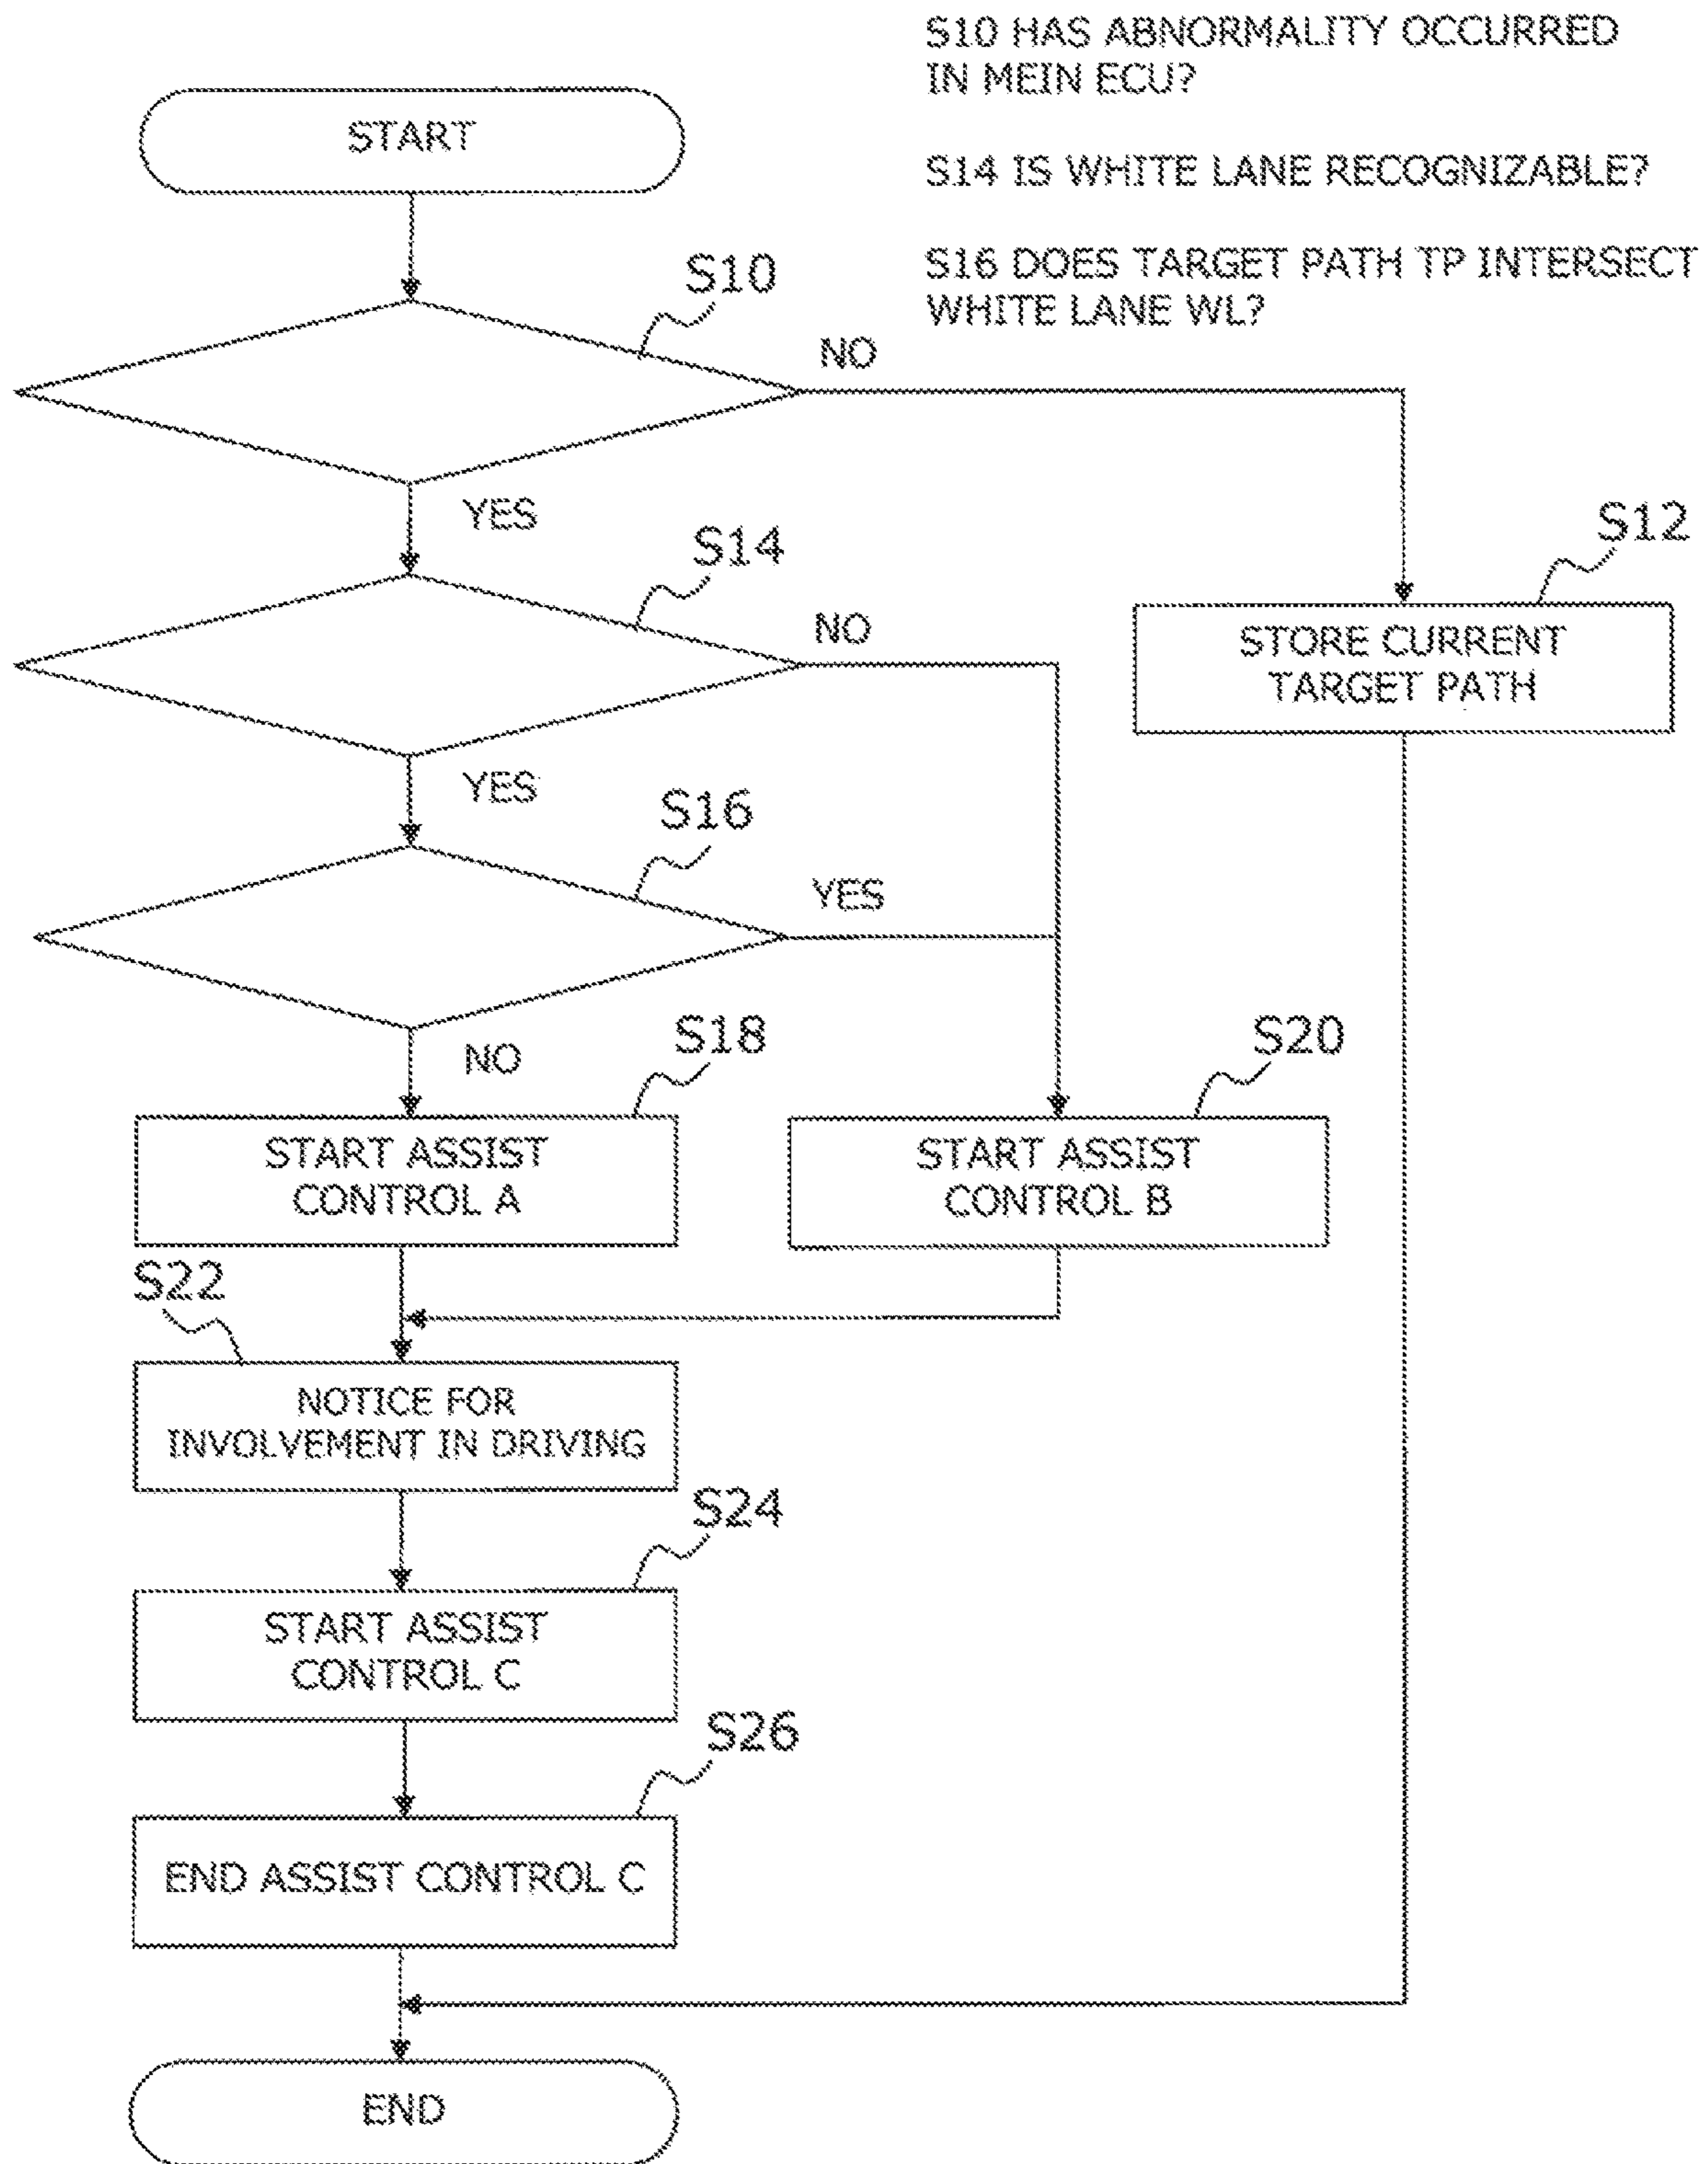 S10 HAS ABNORMALITY OCCURRED
IN MEIN ECU?
S14 IS WHITE LANE RECOGNIZABLE?
S16 DOES TARGET PATH TP INTERSECT
WHITE LANE WL?
START
S10
NO
YES
S14
NO
S12
STORE CURRENT
TARGET PATH
YES
S16
YES
NO
S18
START ASSIST
CONTROL A
S20
START ASSIST
CONTROL B
S22
NOTICE FOR
INVOLVEMENT IN DRIVING
S24
START ASSIST
CONTROL C
S26
END ASSIST CONTROL C
END